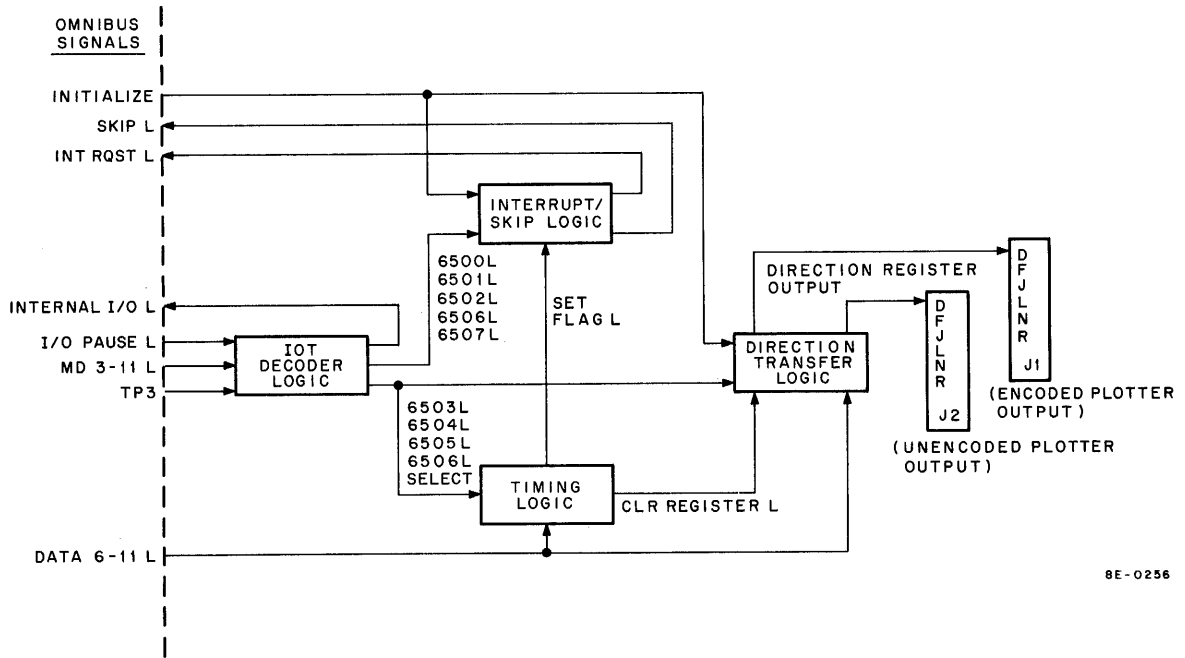 OMNIBUS
SIGNALS
INITIALIZE
SKIP L
INT RQST L
INTERRUPT/
SKIP LOGIC
6500L
6501L
6502L
6506L
6507L
SET
FLAG L
DIRECTION REGISTER
OUTPUT
D
F
J
L
N
R
J1
(ENCODED PLOTTER
OUTPUT)
D
F
J
L
N
R
J2
(UNENCODED PLOTTER
OUTPUT)
INTERNAL I/O L
I/O PAUSE L
MD 3-11 L
TP3
IOT
DECODER
LOGIC
DIRECTION
TRANSFER
LOGIC
6503L
6504L
6505L
6506L
SELECT
TIMING
LOGIC
CLR REGISTER L
DATA 6-11 L
8E-0256